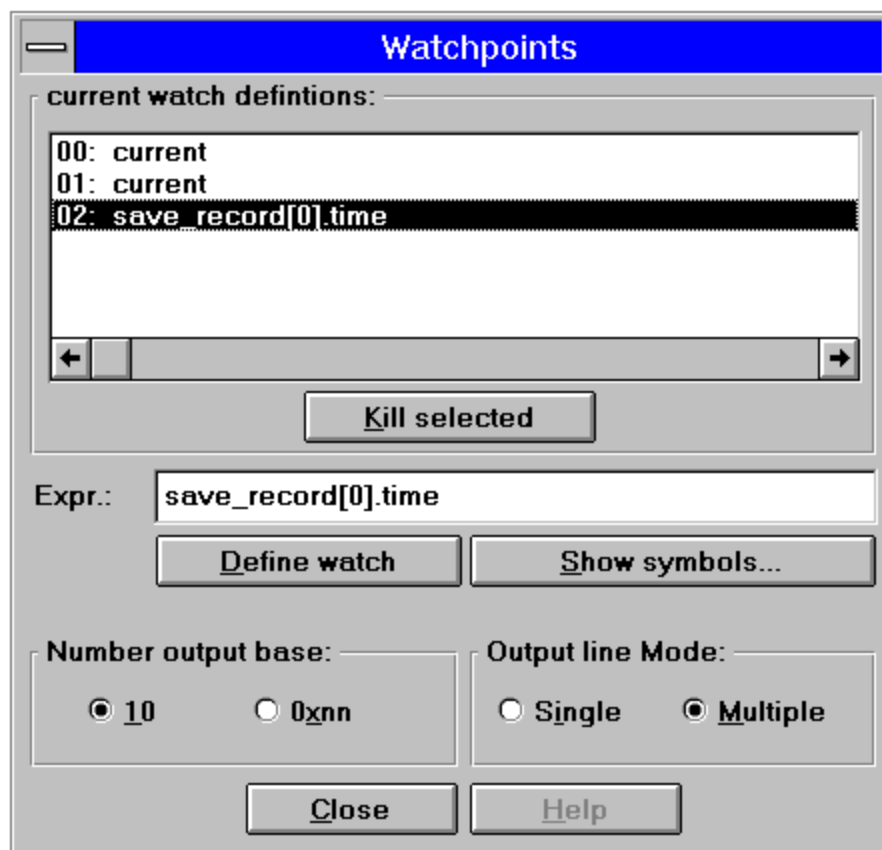 Watchpoints
current watch defintions:
00: current
01: current
02: save_record[0].time
Kill selected
Expr.: save_record[0].time
Define watch Show symbols...
Number output base: Output line Mode:
10 0xnn Single Multiple
Close Help